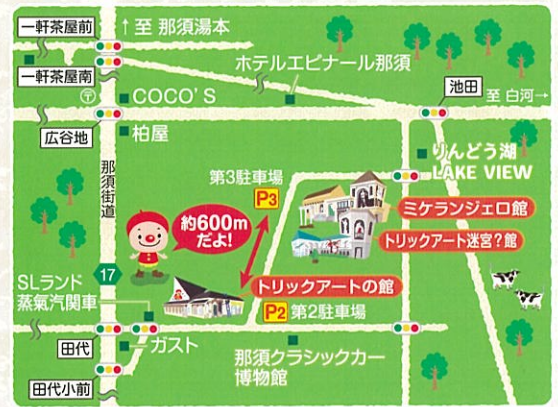 一軒茶屋前
↑至 那須湯本
一軒茶屋南
ホテルエピナール那須
〒
COCO'S
池田
至 白河→
広谷地
柏屋
りんどう湖
LAKE VIEW
那須街道
第3駐車場
P3
ミケランジェロ館
約600m
だよ!
トリックアート迷宮?館
17
SLランド
蒸氣汽関車
トリックアートの館
P2 第2駐車場
田代
ガスト
那須クラシックカー
博物館
田代小前